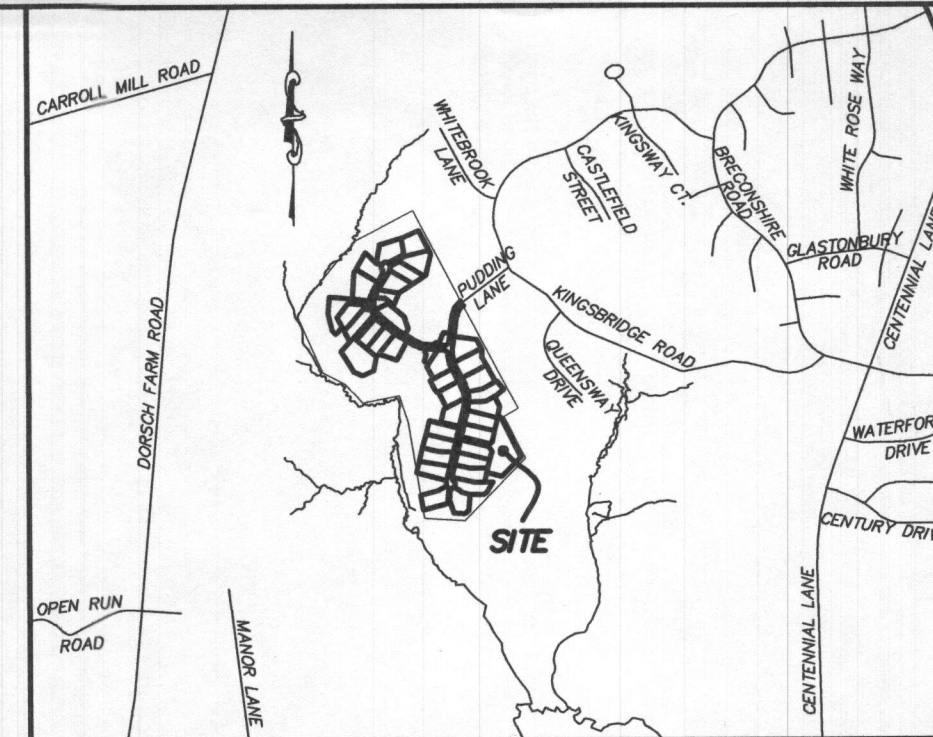 CARROLL MILL ROAD
WHITEBROOK
LANE
KINGSWAY CT.
CASTLEFIELD
STREET
BRECONSHIRE
ROAD
WHITE ROSE WAY
GLASTONBURY
ROAD
CENTENNIAL LANE
PUDDING
LANE
KINGSBRIDGE ROAD
QUEENSWAY
DRIVE
DORSCH FARM ROAD
WATERFOR
DRIVE
SITE
CENTURY DRIV
OPEN RUN
ROAD
MANOR LANE
CENTENNIAL LANE